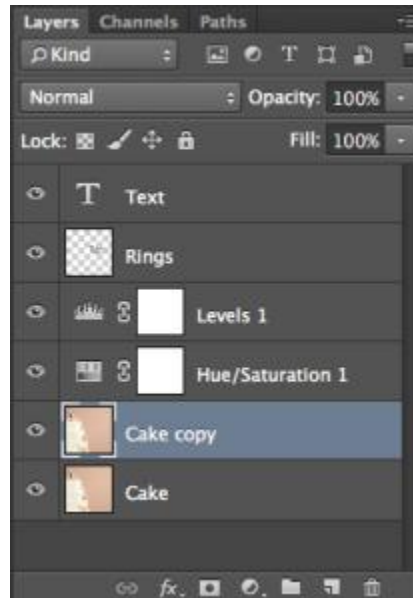 Layers Channels Paths
Kind
Normal Opacity: 100%
Lock: Fill: 100%
T Text
Rings
Levels 1
Hue/Saturation 1
Cake copy
Cake
fx.